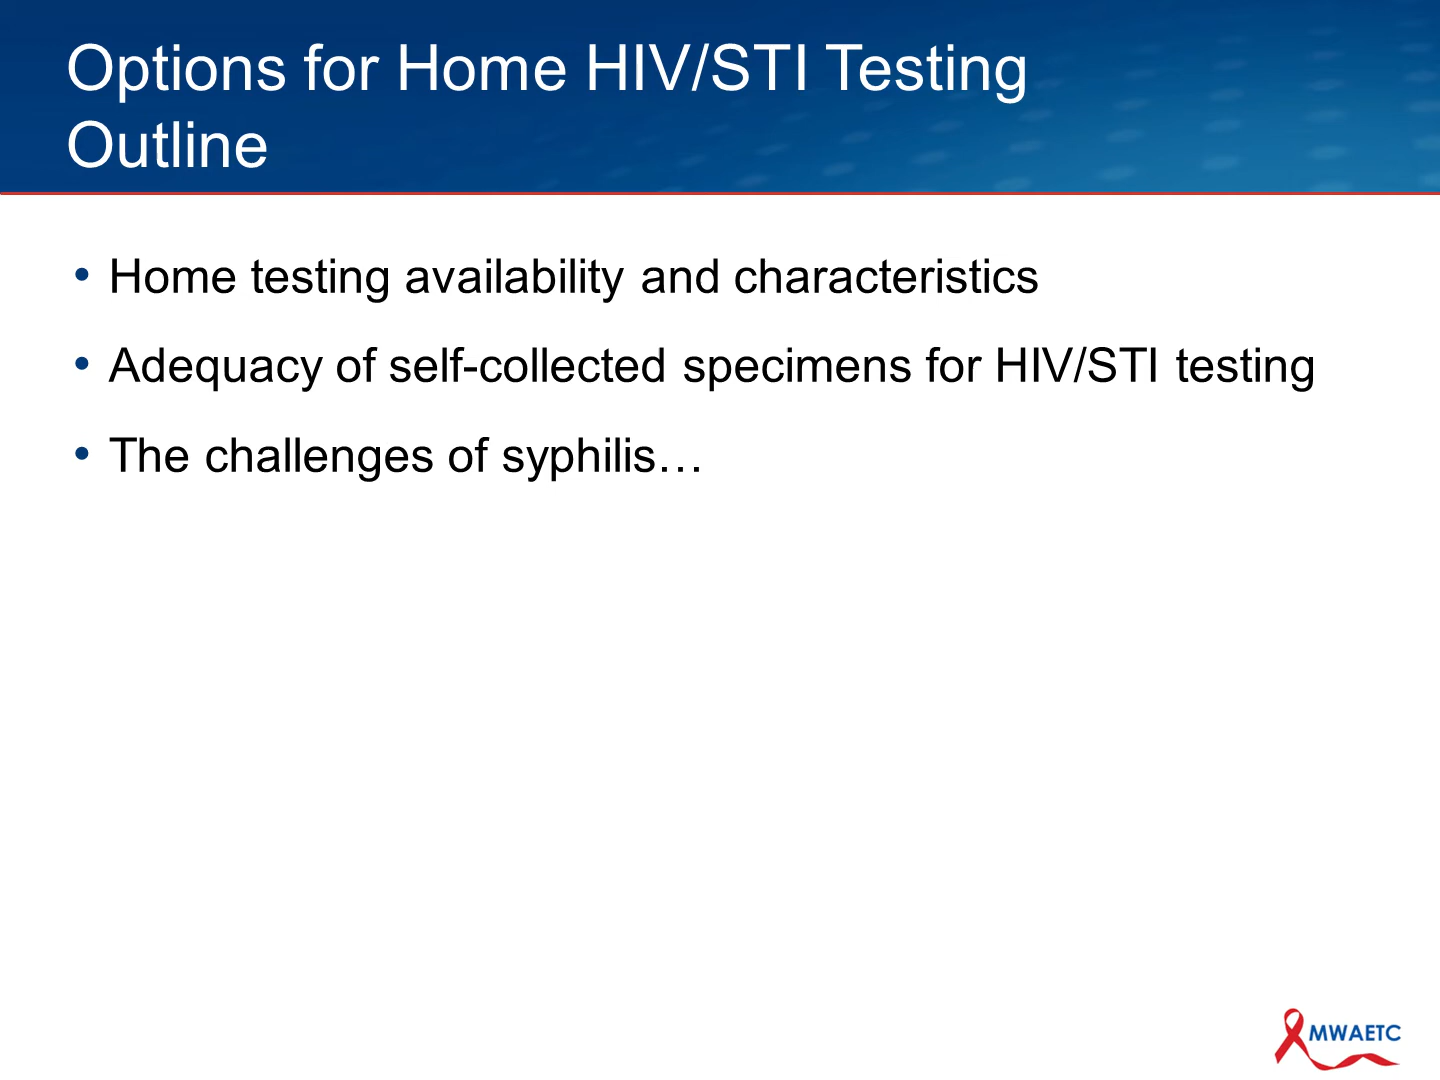 Options for Home HIV/STI Testing
Outline
• Home testing availability and characteristics
• Adequacy of self-collected specimens for HIV/STI testing
• The challenges of syphilis…
MWAETC